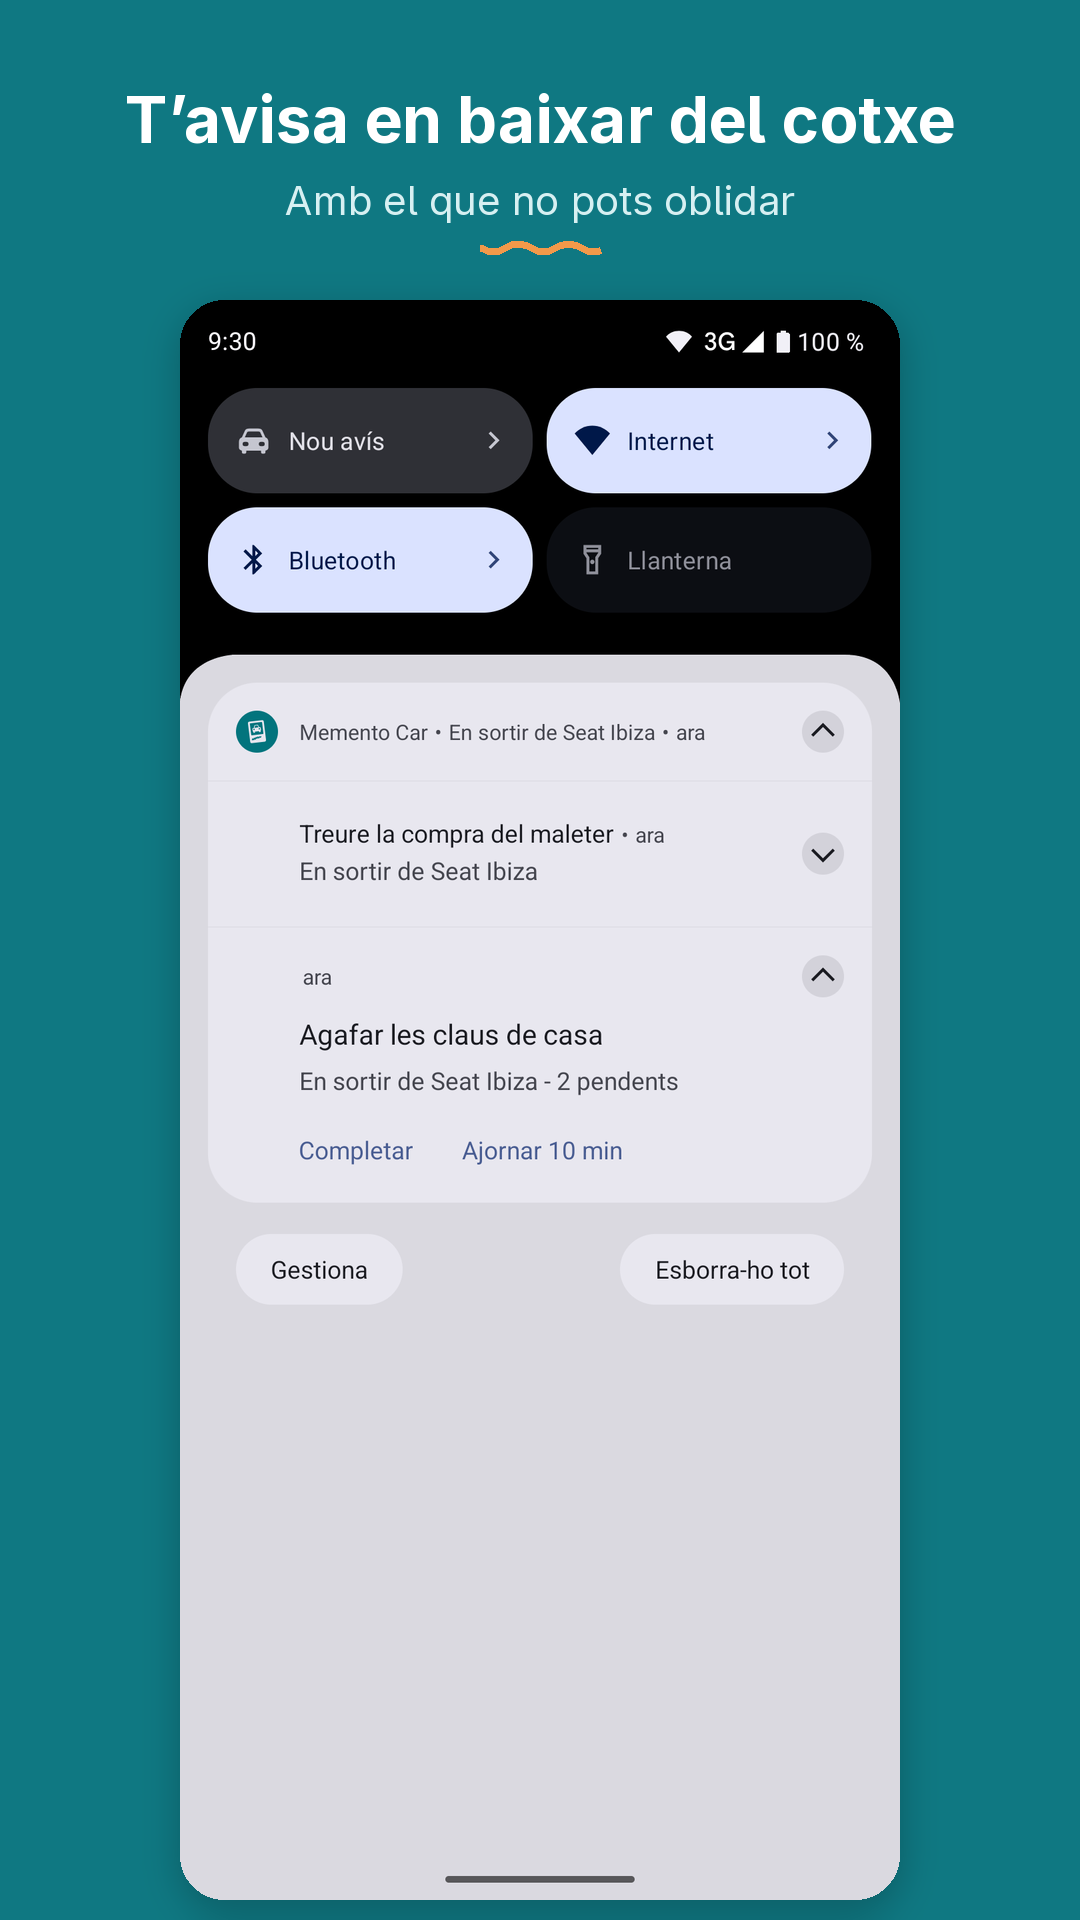 T’avisa en baixar del cotxe
Amb el que no pots oblidar
9:30 3G 100 %
Nou avís
Internet
Bluetooth
Llanterna
Memento Car • En sortir de Seat Ibiza • ara
Treure la compra del maleter • ara
En sortir de Seat Ibiza
ara
Agafar les claus de casa
En sortir de Seat Ibiza - 2 pendents
Completar Ajornar 10 min
Gestiona Esborra-ho tot